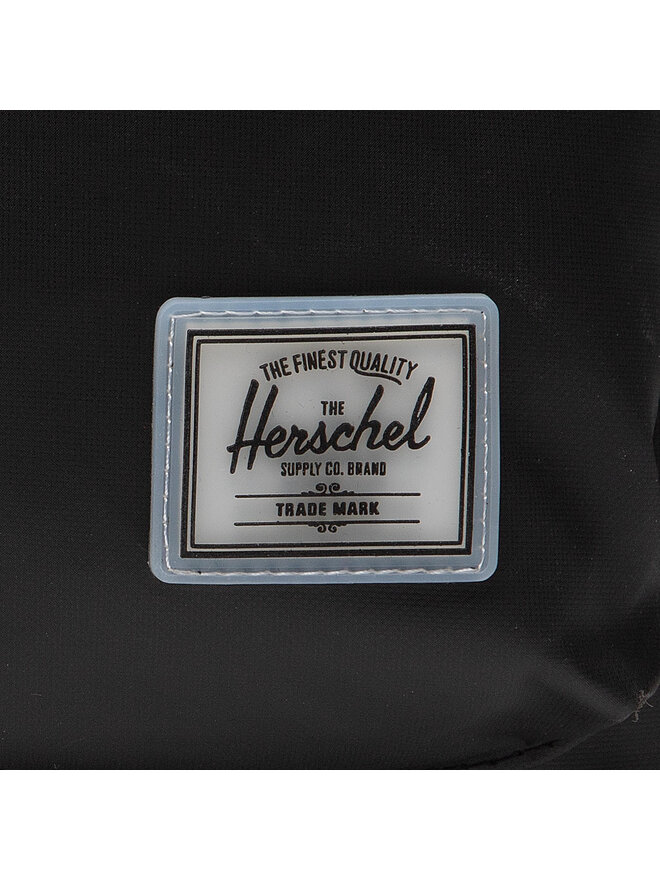 THE FINEST QUALITY
THE
Herschel
SUPPLY CO. BRAND
TRADE MARK